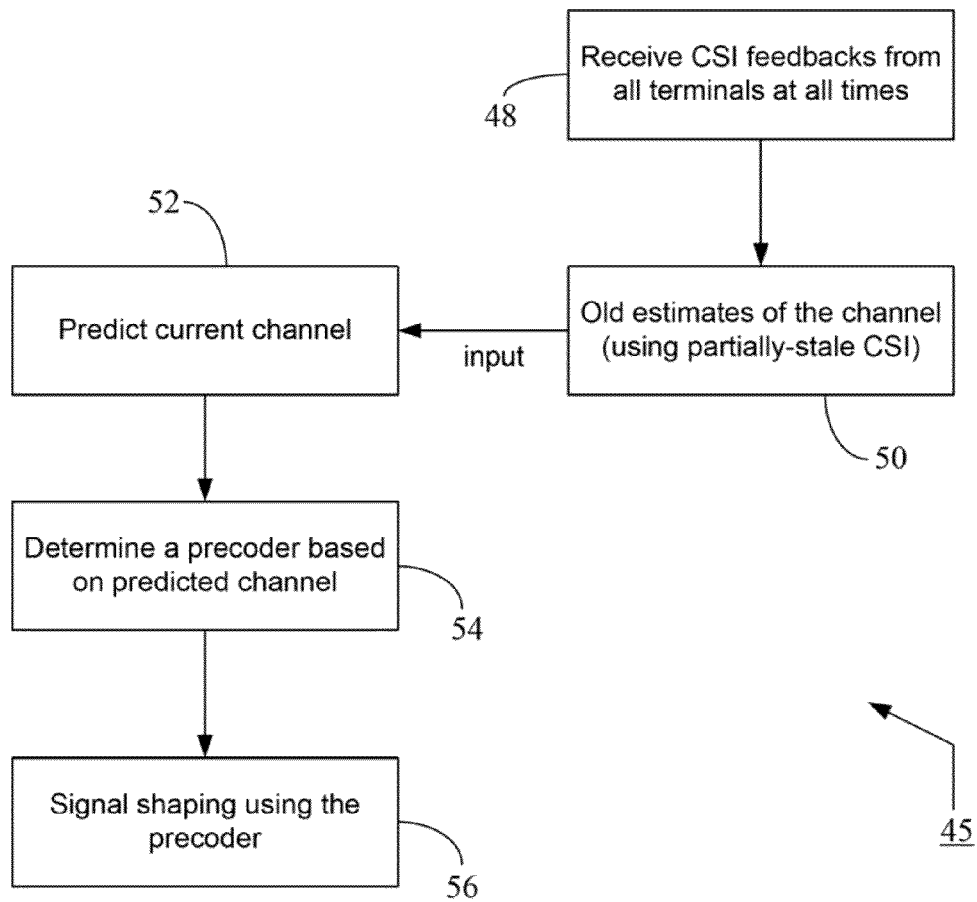 Receive CSI feedbacks from
all terminals at all times
48
52
Predict current channel
input
Old estimates of the channel
(using partially-stale CSI)
50
Determine a precoder based
on predicted channel
54
Signal shaping using the
precoder
56
45